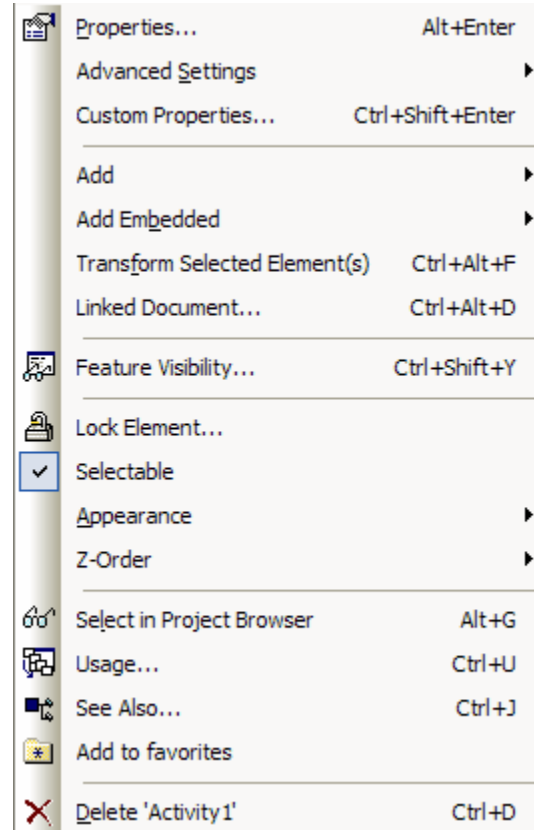 Properties... Alt+Enter
Advanced Settings
Custom Properties... Ctrl+Shift+Enter
Add
Add Embedded
Transform Selected Element(s) Ctrl+Alt+F
Linked Document... Ctrl+Alt+D
Feature Visibility... Ctrl+Shift+Y
Lock Element...
Selectable
Appearance
Z-Order
Select in Project Browser Alt+G
Usage... Ctrl+U
See Also... Ctrl+J
Add to favorites
Delete 'Activity1' Ctrl+D